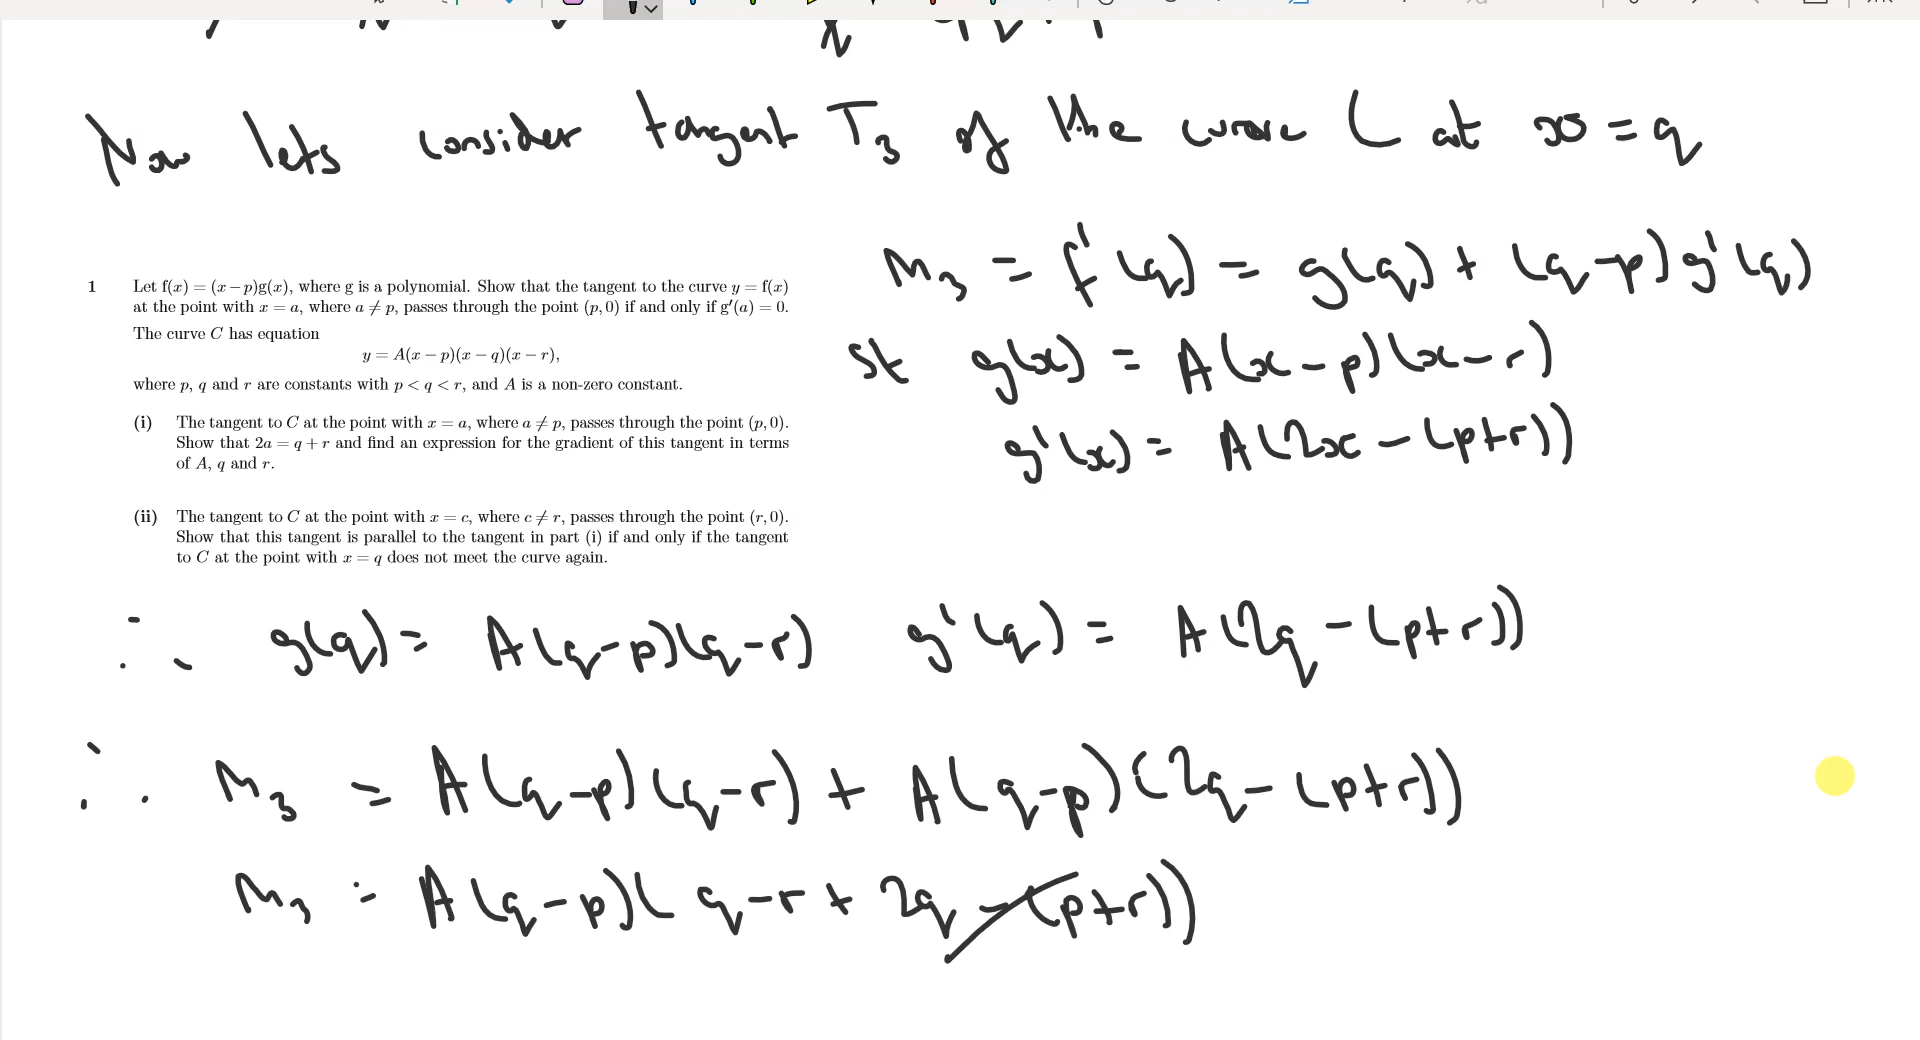 Now lets consider tangent T₃ of the curve C at x = q
m₃ = f'(q) = g(q) + (q-p)g'(q)
st g(x) = A(x-p)(x-r)
g'(x) = A(2x-(p+r))
1 Let f(x) = (x − p)g(x), where g is a polynomial. Show that the tangent to the curve y = f(x)
at the point with x = a, where a ≠ p, passes through the point (p, 0) if and only if g′(a) = 0.
The curve C has equation
y = A(x − p)(x − q)(x − r),
where p, q and r are constants with p < q < r, and A is a non-zero constant.
(i) The tangent to C at the point with x = a, where a ≠ p, passes through the point (p, 0).
Show that 2a = q + r and find an expression for the gradient of this tangent in terms
of A, q and r.
(ii) The tangent to C at the point with x = c, where c ≠ r, passes through the point (r, 0).
Show that this tangent is parallel to the tangent in part (i) if and only if the tangent
to C at the point with x = q does not meet the curve again.
∴ g(q) = A(q-p)(q-r) g'(q) = A(2q-(p+r))
∴ m₃ = A(q-p)(q-r) + A(q-p)(2q-(p+r))
m₃ = A(q-p)(q-r + 2q-(p+r))